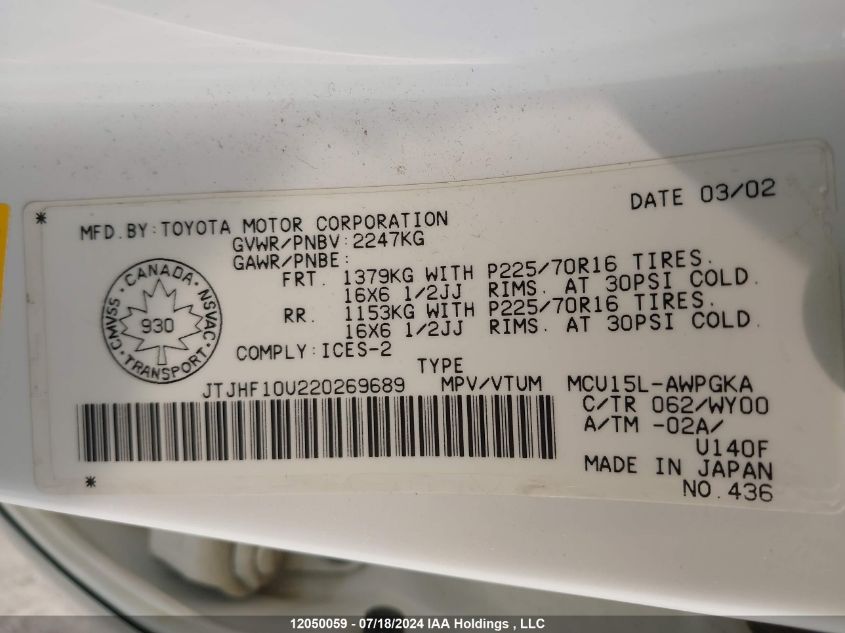 DATE 03/02
* MFD.BY:TOYOTA MOTOR CORPORATION
GVWR/PNBV:2247KG
GAWR/PNBE:
FRT. 1379KG WITH P225/70R16 TIRES.
16X6 1/2JJ RIMS. AT 30PSI COLD.
RR. 1153KG WITH P225/70R16 TIRES.
16X6 1/2JJ RIMS. AT 30PSI COLD.
CANADA
CMVSS 930 NSVAC
TRANSPORT
COMPLY:ICES-2
TYPE
JTJHF10U220269689 MPV/VTUM MCU15L-AWPGKA
C/TR 062/WY00
A/TM -02A/
U140F
MADE IN JAPAN
* NO.436
12050059 - 07/18/2024 IAA Holdings , LLC